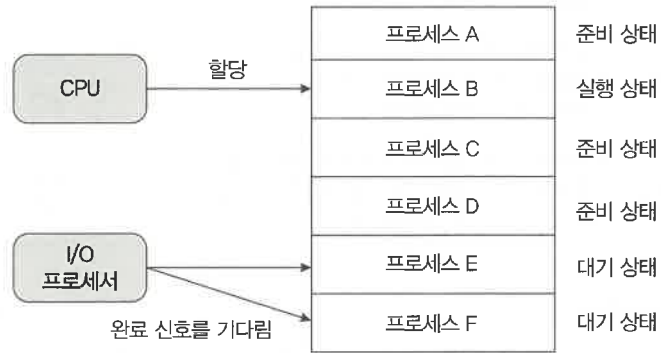 프로세스 A 준비 상태
할당
CPU 프로세스 B 실행 상태
프로세스 C 준비 상태
프로세스 D 준비 상태
I/O
프로세서
프로세스 E 대기 상태
프로세스 F 대기 상태
완료 신호를 기다림